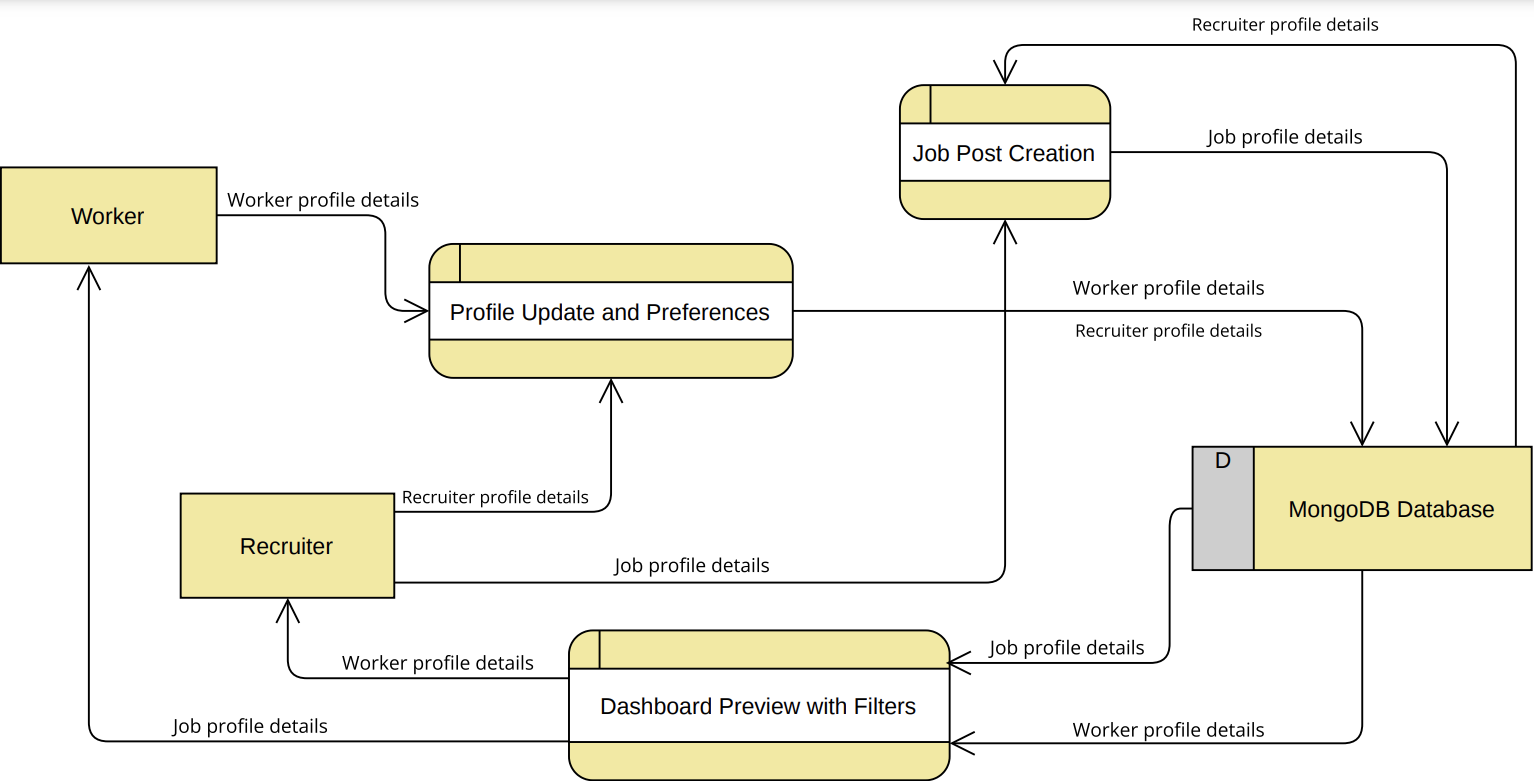 Recruiter profile details
Job Post Creation
Job profile details
Worker
Worker profile details
Profile Update and Preferences
Worker profile details
Recruiter profile details
D
MongoDB Database
Recruiter profile details
Recruiter
Job profile details
Job profile details
Worker profile details
Dashboard Preview with Filters
Job profile details
Worker profile details